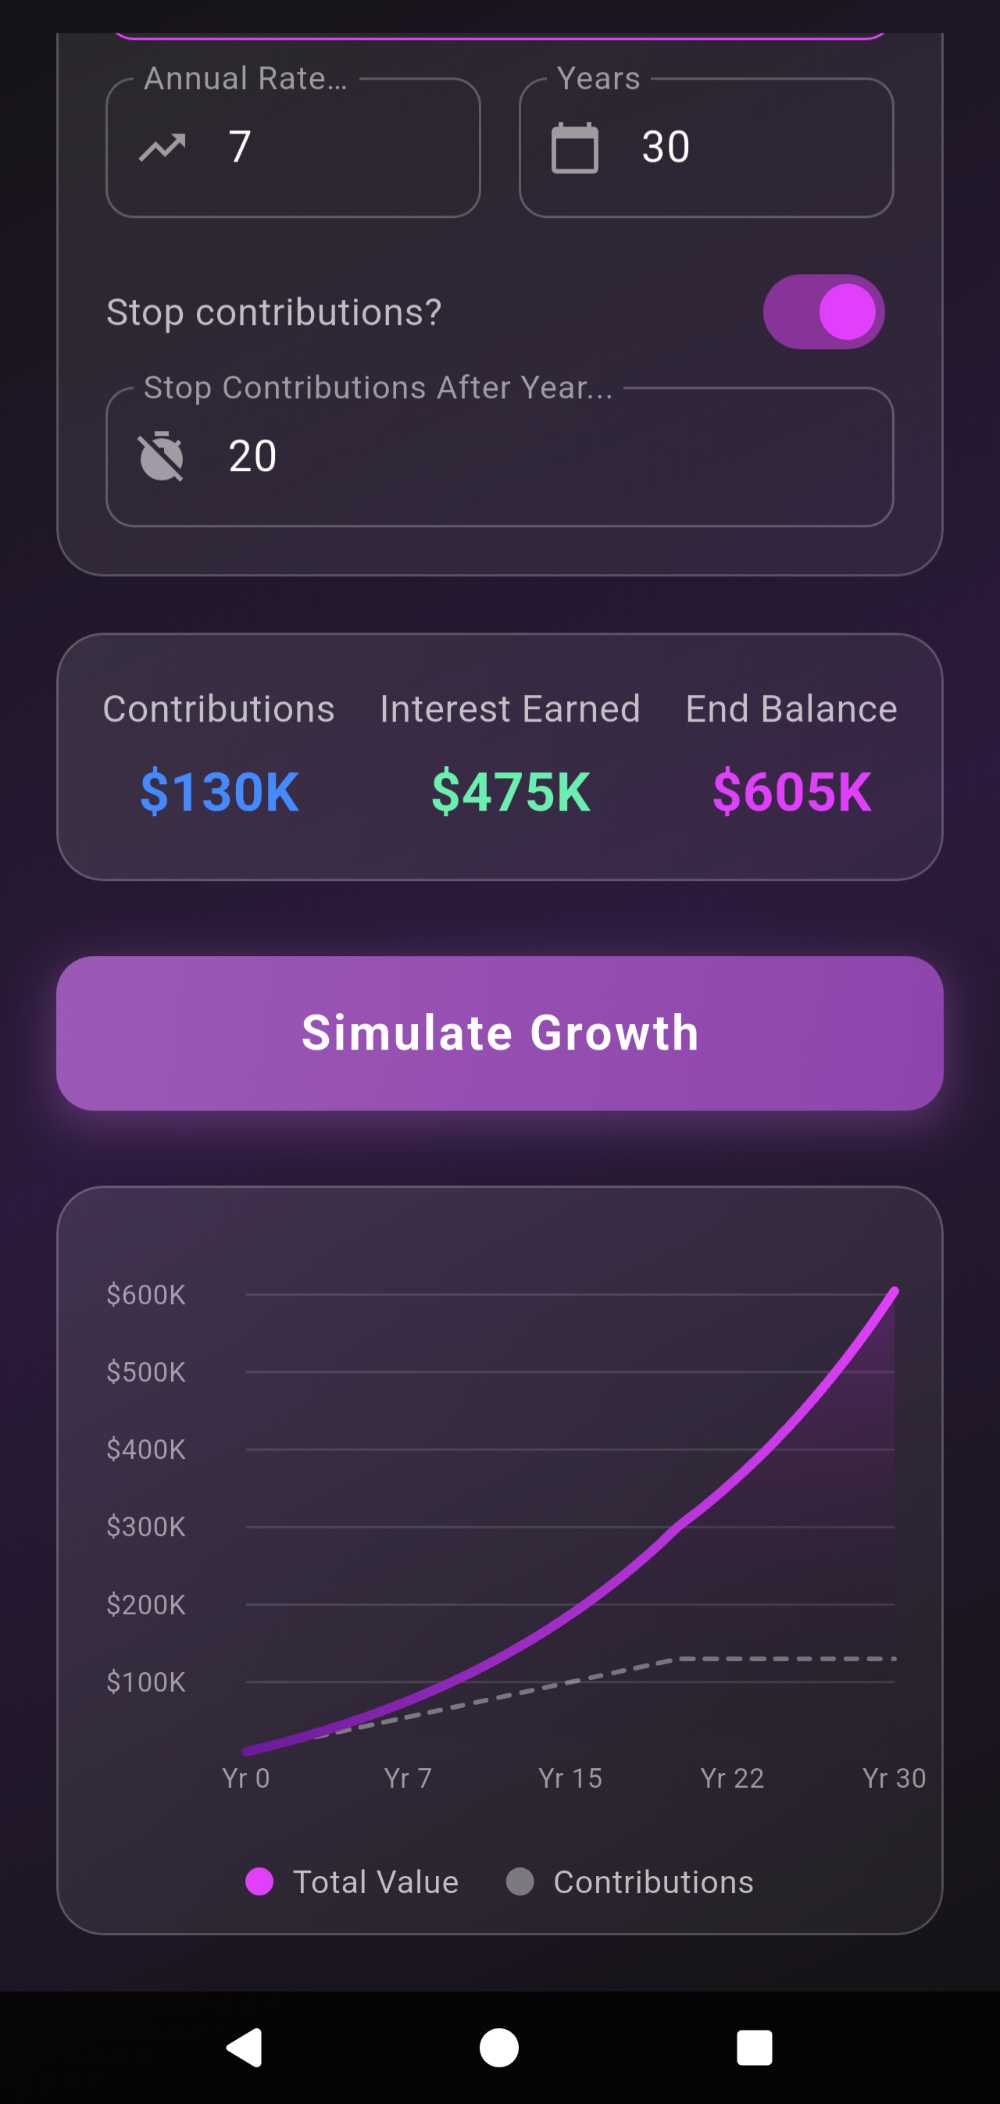 Annual Rate...
Years
7
30
Stop contributions?
Stop Contributions After Year...
20
Contributions
Interest Earned
End Balance
$130K
$475K
$605K
Simulate Growth
$600K
$500K
$400K
$300K
$200K
$100K
Yr 0
Yr 7
Yr 15
Yr 22
Yr 30
Total Value
Contributions